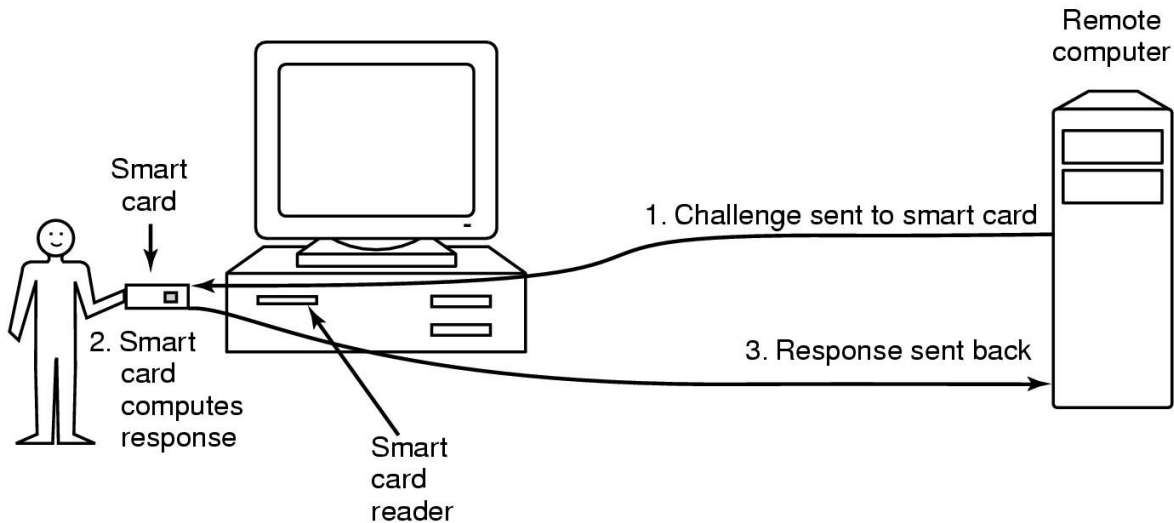 Remote
computer
Smart
card
1. Challenge sent to smart card
2. Smart
card
computes
response
3. Response sent back
Smart
card
reader